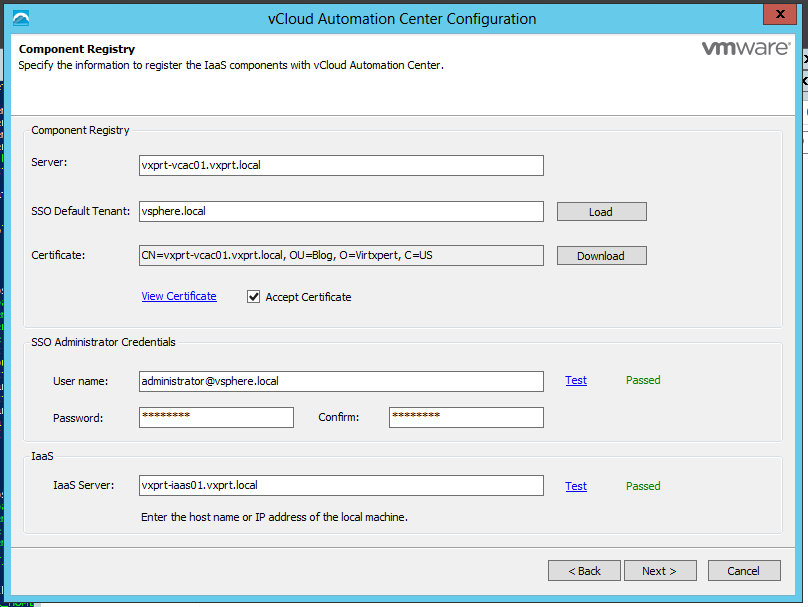 vCloud Automation Center Configuration
x
Component Registry
vmware®
Specify the information to register the IaaS components with vCloud Automation Center.
Component Registry
Server: vxprt-vcac01.vxprt.local
SSO Default Tenant: vsphere.local Load
Certificate: CN=vxprt-vcac01.vxprt.local, OU=Blog, O=Virtxpert, C=US Download
View Certificate Accept Certificate
SSO Administrator Credentials
User name: administrator@vsphere.local Test Passed
Password: ******** Confirm: ********
IaaS
IaaS Server: vxprt-iaas01.vxprt.local Test Passed
Enter the host name or IP address of the local machine.
< Back Next > Cancel